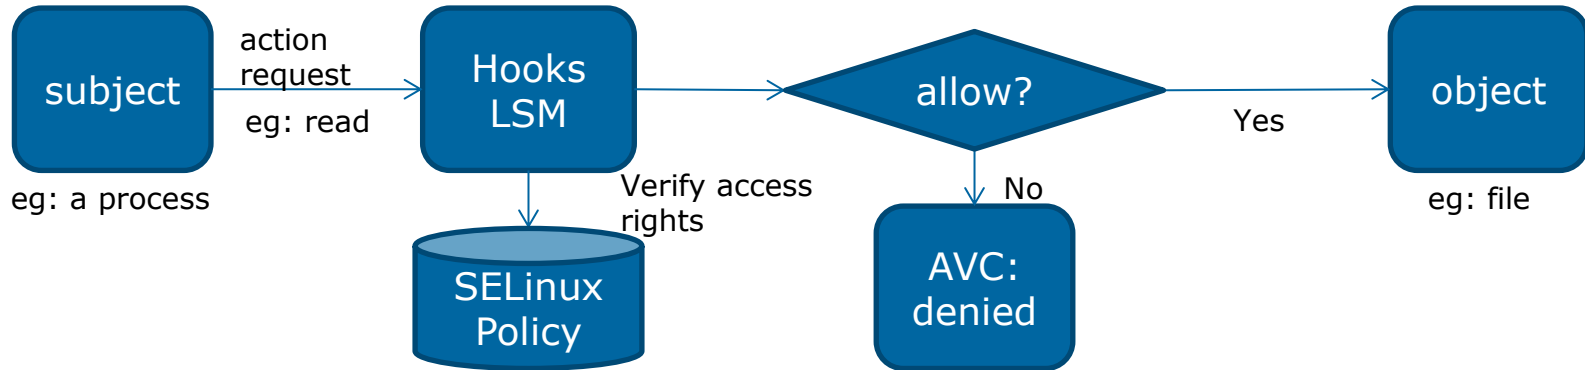 subject
eg: a process
action
request
eg: read
Hooks
LSM
Verify access
rights
SELinux
Policy
allow?
No
AVC:
denied
Yes
object
eg: file